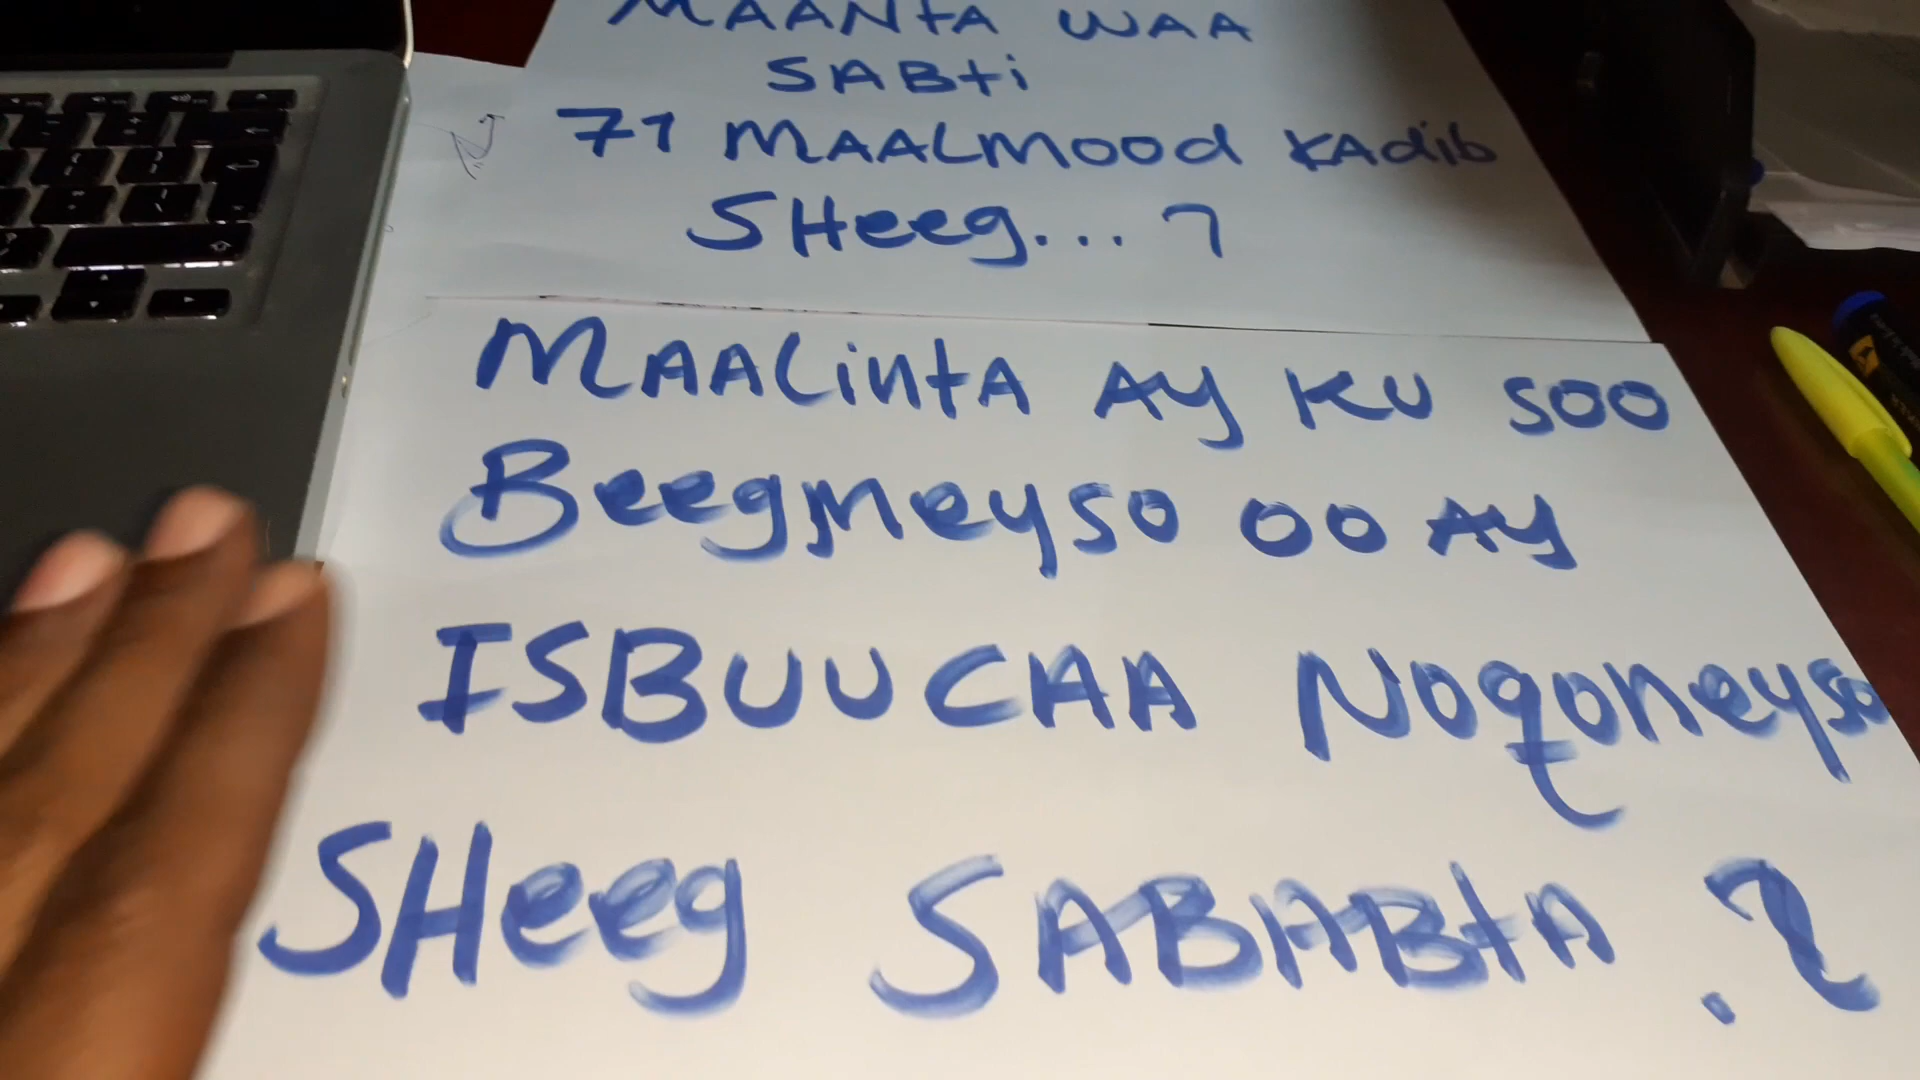 MAANTA WAA
SABTI
71 MAALMOOD KADIB
SHEEG... ?
MAALINTA AY KU SOO
BEEGMEYSO OO AY
ISBUUCAA NOQONEYSO
SHEEG SABABTA ?